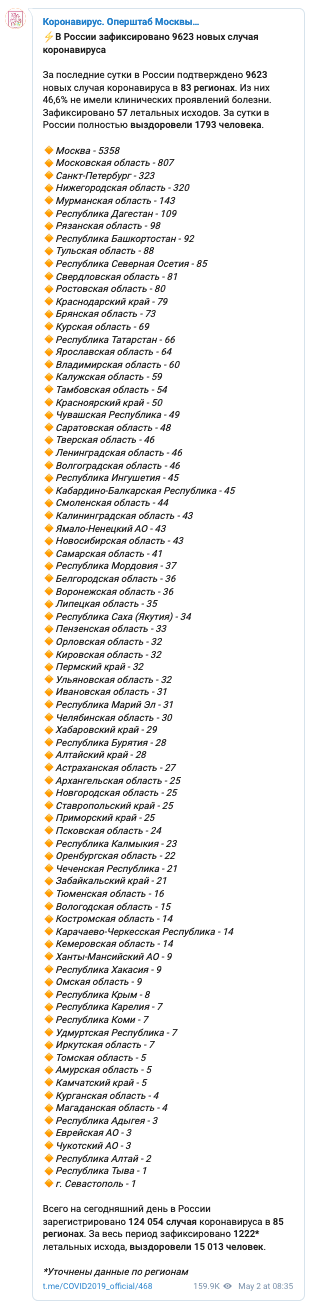 Коронавирус. Оперштаб Москвы…
⚡В России зафиксировано 9623 новых случая
коронавируса
За последние сутки в России подтверждено 9623
новых случая коронавируса в 83 регионах. Из них
46,6% не имели клинических проявлений болезни.
Зафиксировано 57 летальных исходов. За сутки в
России полностью выздоровели 1793 человека.
🔸Москва - 5358
🔸Московская область - 807
🔸Санкт-Петербург - 323
🔸Нижегородская область - 320
🔸Мурманская область - 143
🔸Республика Дагестан - 109
🔸Рязанская область - 98
🔸Республика Башкортостан - 92
🔸Тульская область - 88
🔸Республика Северная Осетия - 85
🔸Свердловская область - 81
🔸Ростовская область - 80
🔸Краснодарский край - 79
🔸Брянская область - 73
🔸Курская область - 69
🔸Республика Татарстан - 66
🔸Ярославская область - 64
🔸Владимирская область - 60
🔸Калужская область - 59
🔸Тамбовская область - 54
🔸Красноярский край - 50
🔸Чувашская Республика - 49
🔸Саратовская область - 48
🔸Тверская область - 46
🔸Ленинградская область - 46
🔸Волгоградская область - 46
🔸Республика Ингушетия - 45
🔸Кабардино-Балкарская Республика - 45
🔸Смоленская область - 44
🔸Калининградская область - 43
🔸Ямало-Ненецкий АО - 43
🔸Новосибирская область - 43
🔸Самарская область - 41
🔸Республика Мордовия - 37
🔸Белгородская область - 36
🔸Воронежская область - 36
🔸Липецкая область - 35
🔸Республика Саха (Якутия) - 34
🔸Пензенская область - 33
🔸Орловская область - 32
🔸Кировская область - 32
🔸Пермский край - 32
🔸Ульяновская область - 32
🔸Ивановская область - 31
🔸Республика Марий Эл - 31
🔸Челябинская область - 30
🔸Хабаровский край - 29
🔸Республика Бурятия - 28
🔸Алтайский край - 28
🔸Астраханская область - 27
🔸Архангельская область - 25
🔸Новгородская область - 25
🔸Ставропольский край - 25
🔸Приморский край - 25
🔸Псковская область - 24
🔸Республика Калмыкия - 23
🔸Оренбургская область - 22
🔸Чеченская Республика - 21
🔸Забайкальский край - 21
🔸Тюменская область - 16
🔸Вологодская область - 15
🔸Костромская область - 14
🔸Карачаево-Черкесская Республика - 14
🔸Кемеровская область - 14
🔸Ханты-Мансийский АО - 9
🔸Республика Хакасия - 9
🔸Омская область - 9
🔸Республика Крым - 8
🔸Республика Карелия - 7
🔸Республика Коми - 7
🔸Удмуртская Республика - 7
🔸Иркутская область - 7
🔸Томская область - 5
🔸Амурская область - 5
🔸Камчатский край - 5
🔸Курганская область - 4
🔸Магаданская область - 4
🔸Республика Адыгея - 3
🔸Еврейская АО - 3
🔸Чукотский АО - 3
🔸Республика Алтай - 2
🔸Республика Тыва - 1
🔸г. Севастополь - 1
Всего на сегодняшний день в России
зарегистрировано 124 054 случая коронавируса в 85
регионах. За весь период зафиксировано 1222*
летальных исхода, выздоровели 15 013 человек.
*Уточнены данные по регионам
t.me/COVID2019_official/468 159.9K May 2 at 08:35